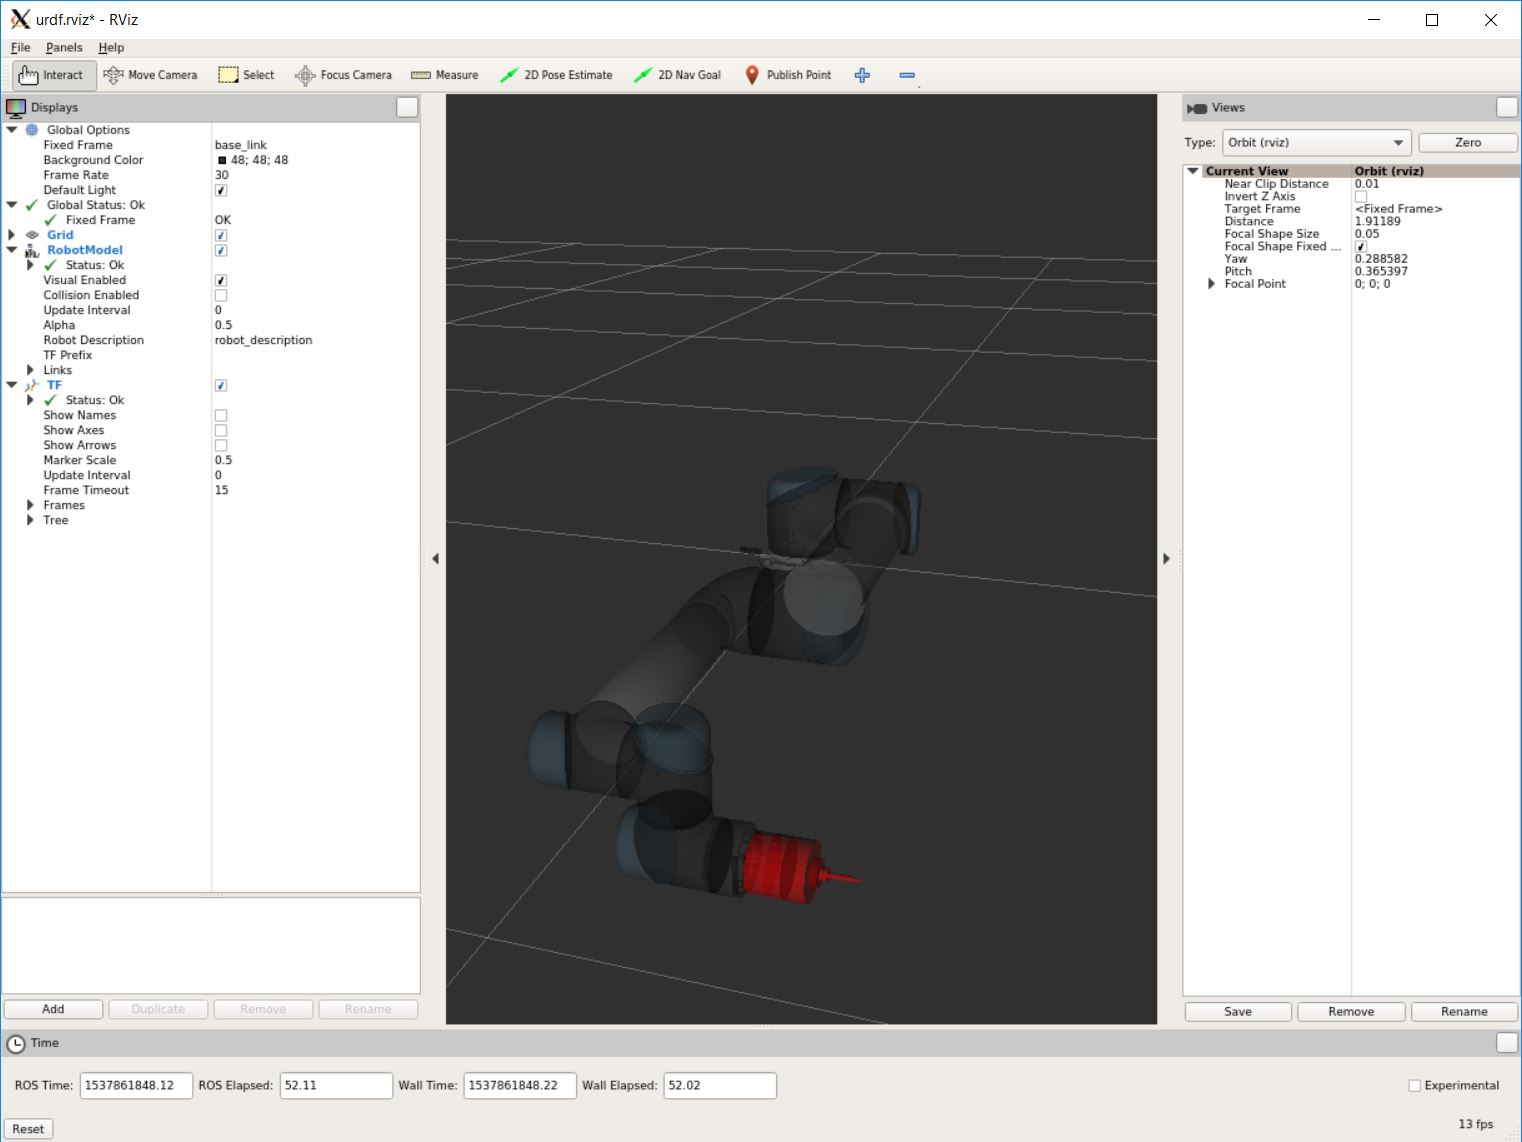 urdf.rviz* - RViz
File Panels Help
Interact Move Camera Select Focus Camera Measure 2D Pose Estimate 2D Nav Goal Publish Point
Displays
Global Options
Fixed Frame base_link
Background Color 48; 48; 48
Frame Rate 30
Default Light
Global Status: Ok
Fixed Frame OK
Grid
RobotModel
Status: Ok
Visual Enabled
Collision Enabled
Update Interval 0
Alpha 0.5
Robot Description robot_description
TF Prefix
Links
TF
Status: Ok
Show Names
Show Axes
Show Arrows
Marker Scale 0.5
Update Interval 0
Frame Timeout 15
Frames
Tree
Add Duplicate Remove Rename
Views
Type: Orbit (rviz) Zero
Current View Orbit (rviz)
Near Clip Distance 0.01
Invert Z Axis
Target Frame <Fixed Frame>
Distance 1.91189
Focal Shape Size 0.05
Focal Shape Fixed ...
Yaw 0.288582
Pitch 0.365397
Focal Point 0; 0; 0
Save Remove Rename
Time
ROS Time: 1537861848.12 ROS Elapsed: 52.11 Wall Time: 1537861848.22 Wall Elapsed: 52.02 Experimental
Reset 13 fps